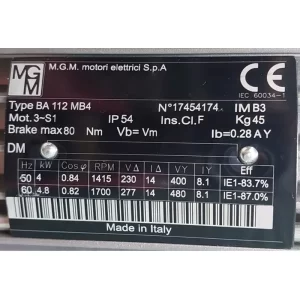 MGM
M.G.M. motori elettrici S.p.A
CE
IEC 60034-1
Type BA 112 MB4 N°17454174 IM B3
Mot. 3~S1 IP 54 Ins.Cl.F Kg 45
Brake max 80 Nm Vb= Vm Ib=0.28 A Y
DM
Hz kW Cosφ RPM V Δ I Δ VY IY Eff
50 4 0.84 1415 230 14 400 8.1 IE1-83.7%
60 4.8 0.82 1700 277 14 480 8.1 IE1-87.0%
Made in Italy